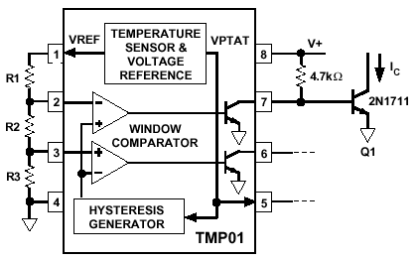 VREF
TEMPERATURE
SENSOR &
VOLTAGE
REFERENCE
VPTAT
1
8
V+
IC
R1
4.7kΩ
2
7
2N1711
R2
WINDOW
COMPARATOR
Q1
3
6
R3
HYSTERESIS
GENERATOR
4
5
TMP01